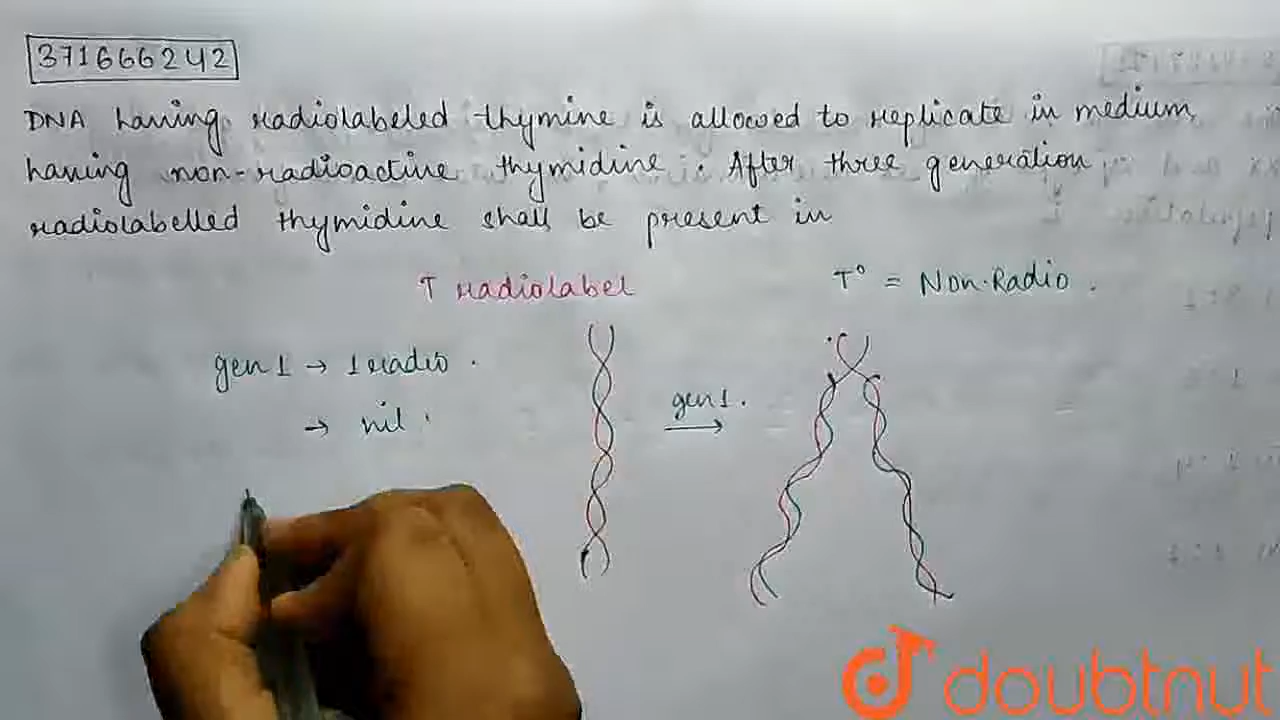 371666242
DNA having radiolabeled thymine is allowed to replicate in medium,
having non-radioactive thymidine. After three generation
radiolabelled thymidine shall be present in
T radiolabel
T° = Non-Radio.
gen 1 → 1 radio.
→ nil.
gen 1.
doubtnut